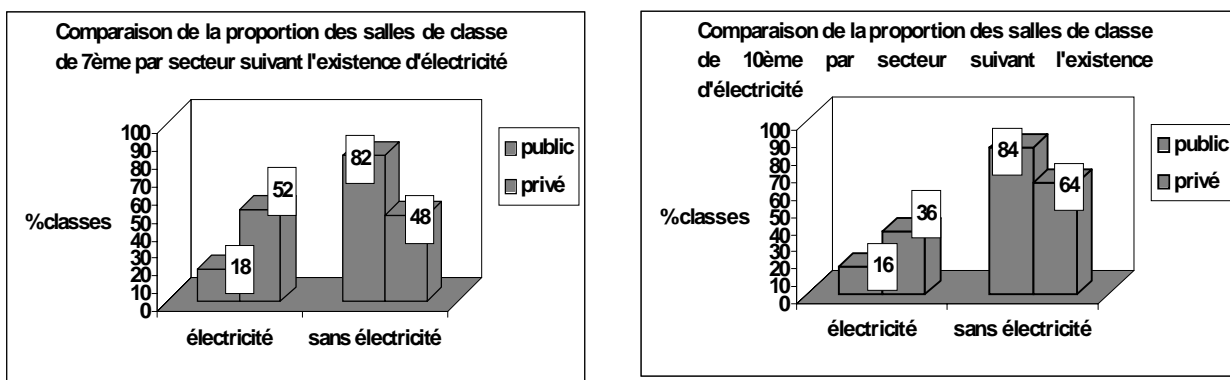 Comparaison de la proportion des salles de classe
de 7ème par secteur suivant l'existence d'électricité
100
90
80
70
60
50
40
30
20
10
0
%classes
18
52
82
48
électricité
sans électricité
public
privé
Comparaison de la proportion des salles de classe
de 10ème par secteur suivant l'existence
d'électricité
100
90
80
70
60
50
40
30
20
10
0
%classes
16
36
84
64
électricité
sans électricité
public
privé